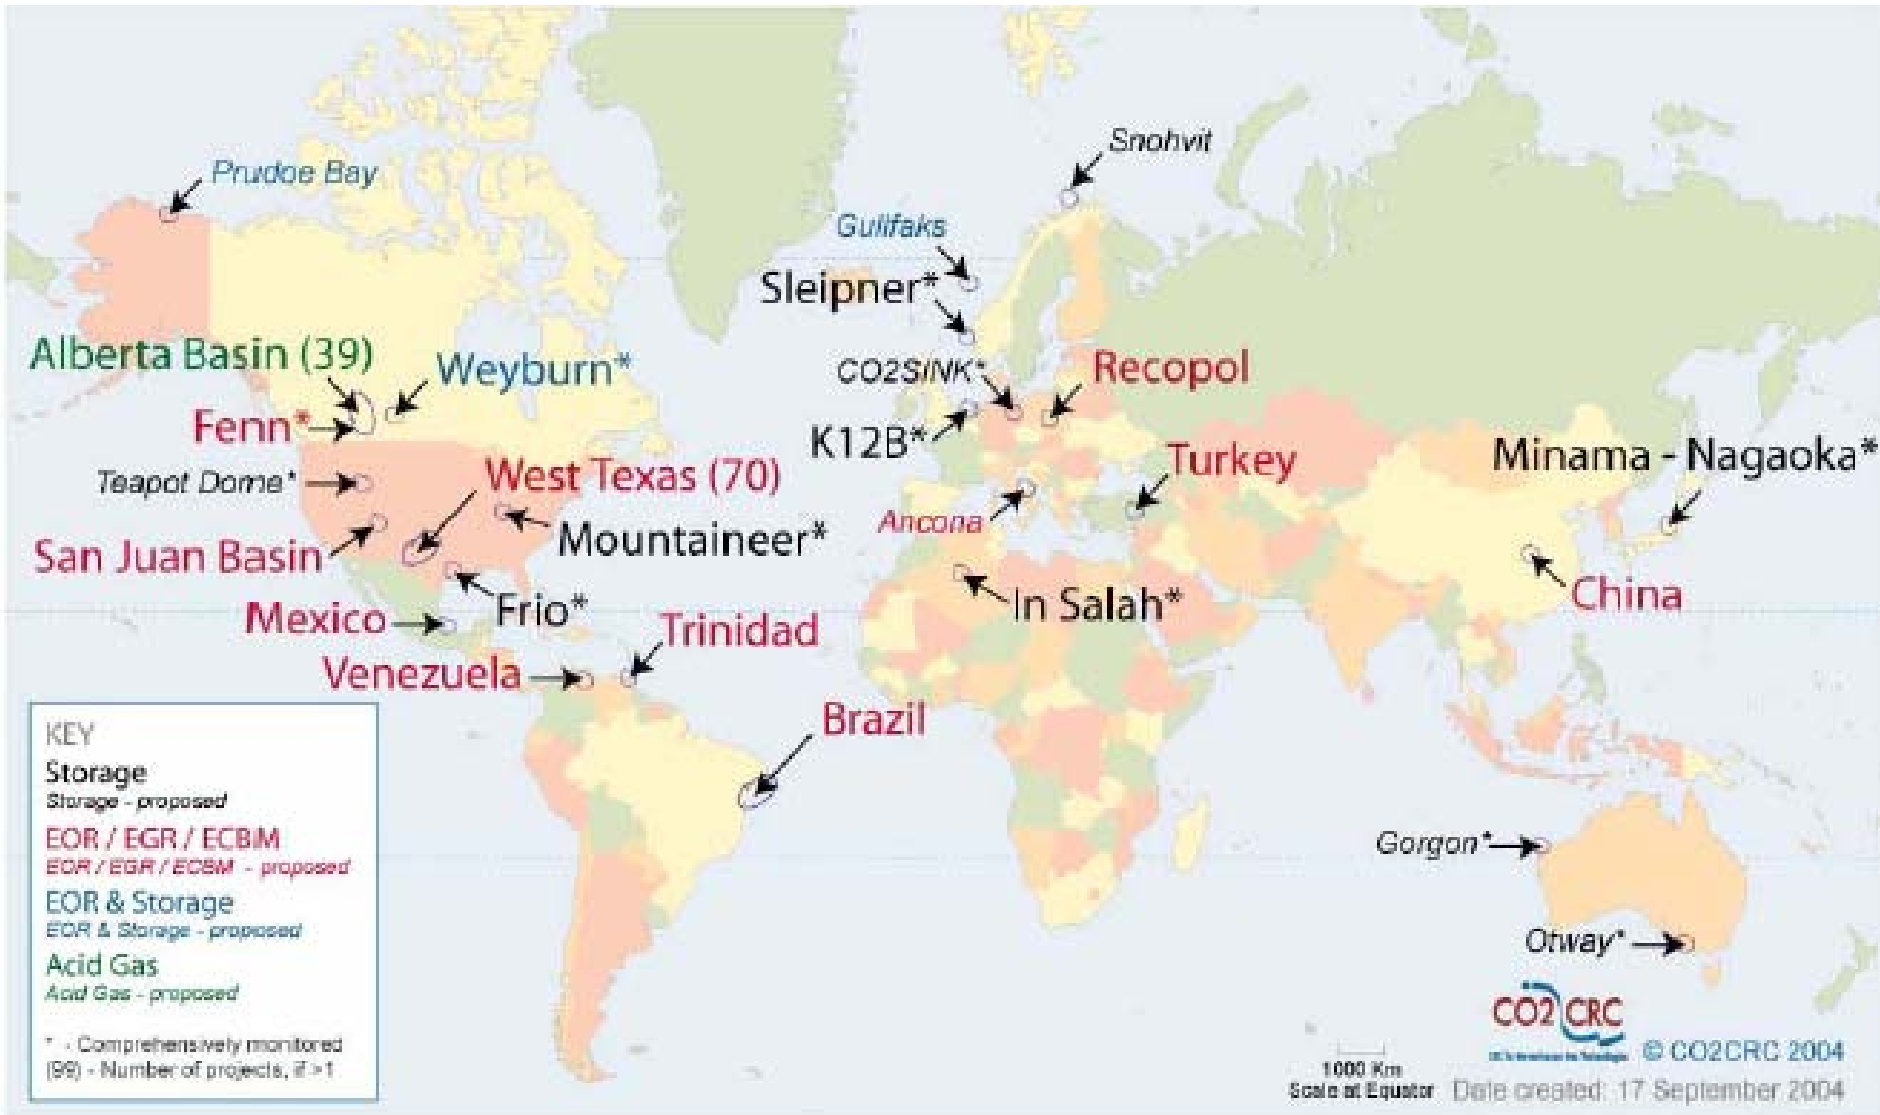 Snohvit
Prudoe Bay
Gullfaks
Sleipner*
Alberta Basin (39)
Weyburn*
CO2SINK*
Recopol
Fenn*
K12B*
Turkey
Minama - Nagaoka*
Teapot Dome*
West Texas (70)
Ancona
Mountaineer*
San Juan Basin
China
In Salah*
Frio*
Mexico
Trinidad
Venezuela
Brazil
KEY
Storage
Storage - proposed
EOR / EGR / ECBM
EOR / EGR / ECBM - proposed
EOR & Storage
EOR & Storage - proposed
Acid Gas
Acid Gas - proposed
* - Comprehensively monitored
(99) - Number of projects, if >1
Gorgon*
Otway*
CO2 CRC
© CO2CRC 2004
1000 Km
Scale at Equator
Date created: 17 September 2004